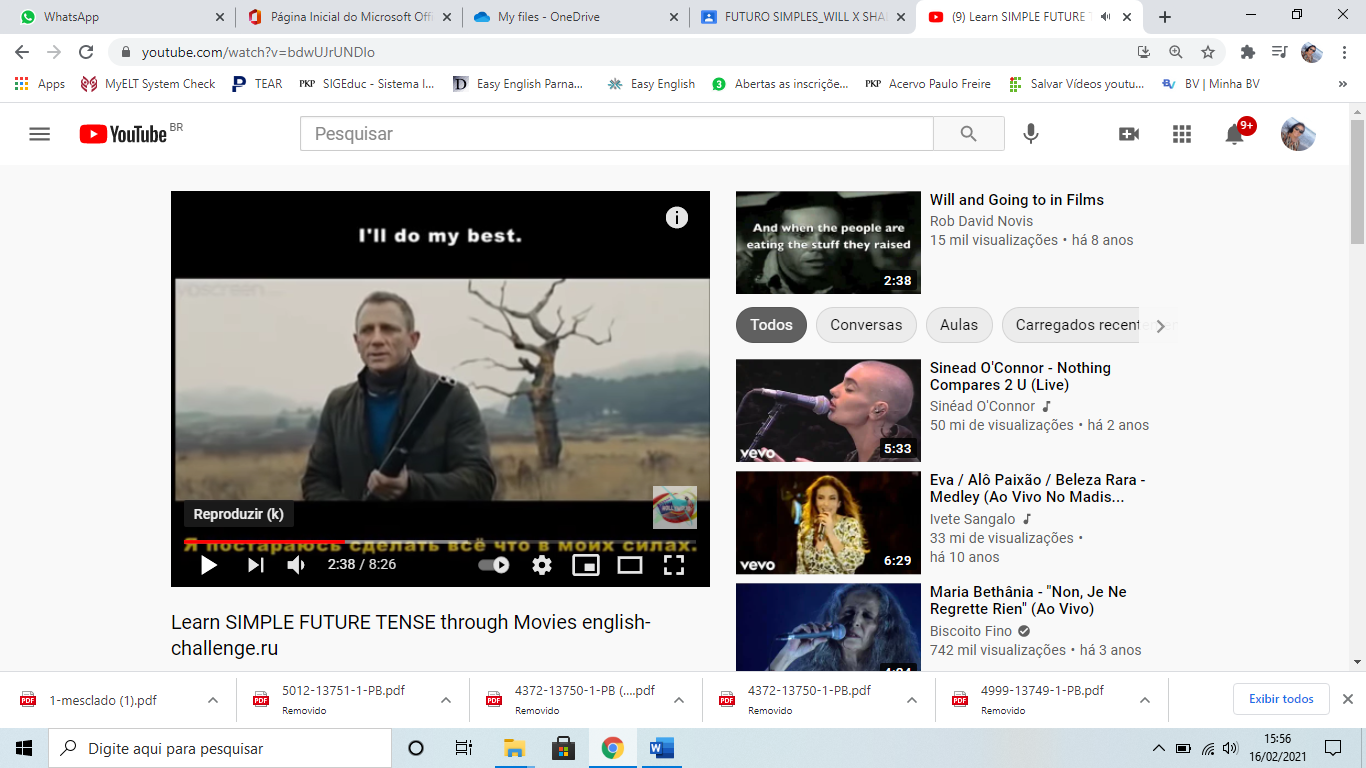 WhatsApp
Página Inicial do Microsoft Offi
My files - OneDrive
FUTURO SIMPLES_WILL X SHA
(9) Learn SIMPLE FUTURE T
youtube.com/watch?v=bdwUJrUNDIo
Apps
MyELT System Check
TEAR
PKP
SIGEduc - Sistema I...
Easy English Parna...
Easy English
3
Abertas as inscriçõe...
PKP
Acervo Paulo Freire
Salvar Vídeos youtu...
BV | Minha BV
YouTube BR
Pesquisar
9+
I'll do my best.
Reproduzir (k)
Я постараюсь сделать всё что в моих силах.
2:38 / 8:26
Learn SIMPLE FUTURE TENSE through Movies english-
challenge.ru
And when the people are
eating the stuff they raised
2:38
Will and Going to in Films
Rob David Novis
15 mil visualizações • há 8 anos
Todos
Conversas
Aulas
Carregados recent
vevo
5:33
Sinead O'Connor - Nothing
Compares 2 U (Live)
Sinéad O'Connor
50 mi de visualizações • há 2 anos
vevo
6:29
Eva / Alô Paixão / Beleza Rara -
Medley (Ao Vivo No Madis...
Ivete Sangalo
33 mi de visualizações •
há 10 anos
Maria Bethânia - "Non, Je Ne
Regrette Rien" (Ao Vivo)
Biscoito Fino
742 mil visualizações • há 3 anos
PDF
1-mesclado (1).pdf
PDF
5012-13751-1-PB.pdf
Removido
PDF
4372-13750-1-PB (....pdf
Removido
PDF
4372-13750-1-PB.pdf
Removido
PDF
4999-13749-1-PB.pdf
Removido
Exibir todos
Digite aqui para pesquisar
15:56
16/02/2021